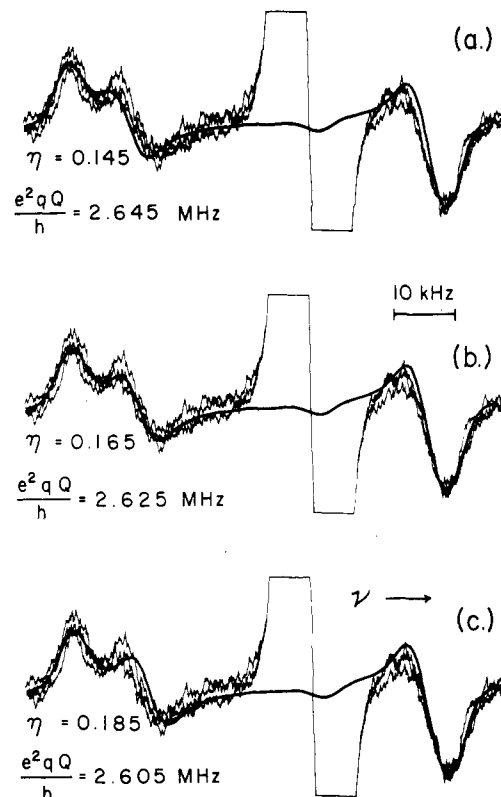 (a.)
η = 0.145
e²qQ/h = 2.645 MHz
10 kHz
(b.)
η = 0.165
e²qQ/h = 2.625 MHz
ν →
(c.)
η = 0.185
e²qQ/h = 2.605 MHz